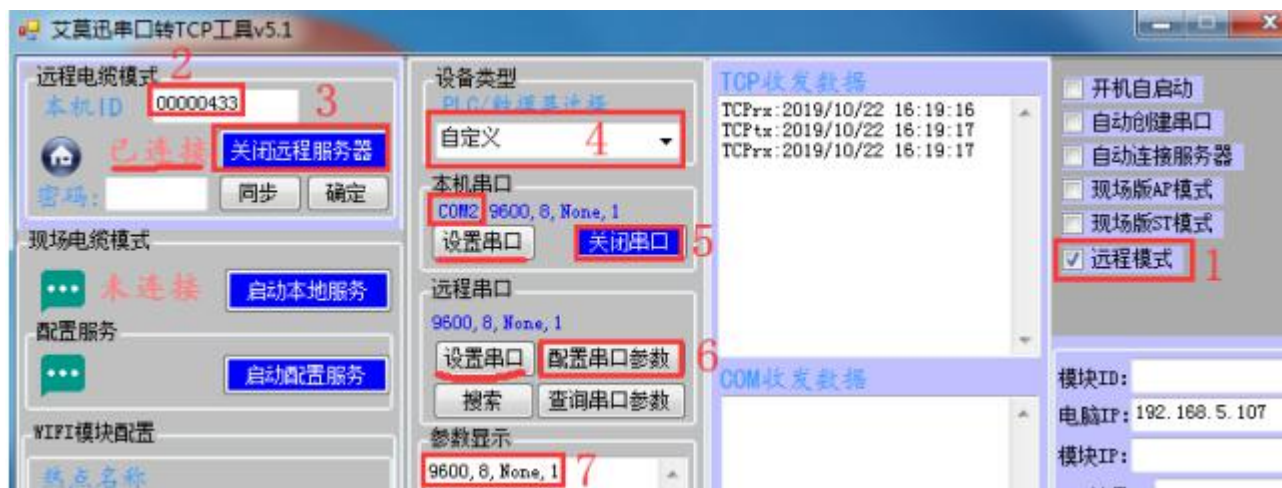 艾莫迅串口转TCP工具v5.1
远程电缆模式 2
本机ID 00000433 3
已连接 关闭远程服务器
密码: 同步 确定
现场电缆模式
未连接 启动本地服务
配置服务
启动配置服务
WIFI模块配置
热点名称
设备类型
PLC/触摸屏选择
自定义 4
本机串口
COM2 9600,8,None,1
设置串口 关闭串口 5
远程串口
9600,8,None,1
设置串口 配置串口参数 6
搜索 查询串口参数
参数显示
9600,8,None,1 7
TCP收发数据
TCPrx:2019/10/22 16:19:16
TCPtx:2019/10/22 16:19:17
TCPrx:2019/10/22 16:19:17
COM收发数据
开机自启动
自动创建串口
自动连接服务器
现场版AP模式
现场版ST模式
远程模式 1
模块ID:
电脑IP: 192.168.5.107
模块IP: